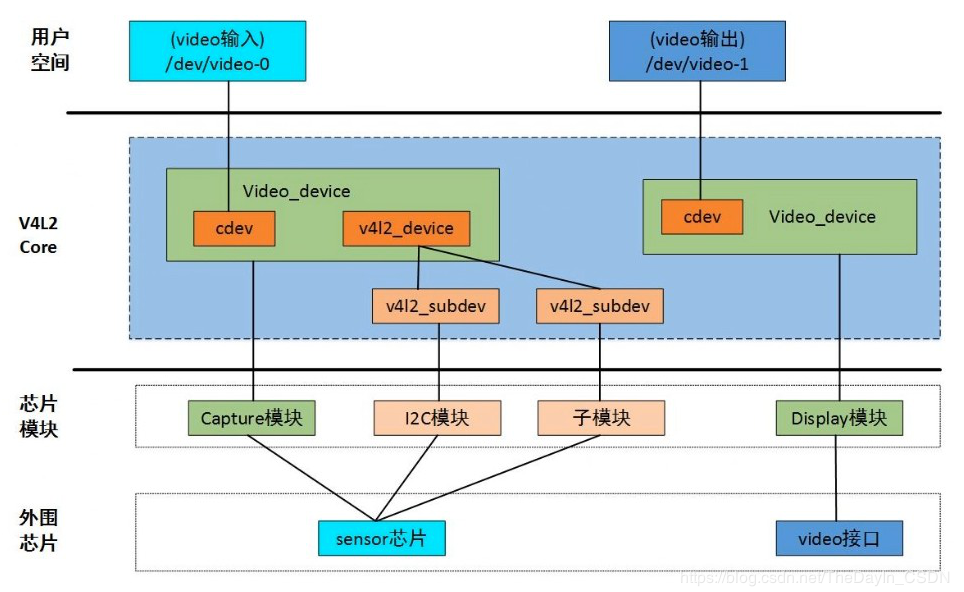 用户
空间
(video输入)
/dev/video-0
(video输出)
/dev/video-1
V4L2
Core
Video_device
cdev
v4l2_device
cdev
Video_device
v4l2_subdev
v4l2_subdev
芯片
模块
Capture模块
I2C模块
子模块
Display模块
外围
芯片
sensor芯片
video接口
https://blog.csdn.net/TheDayIn_CSDN